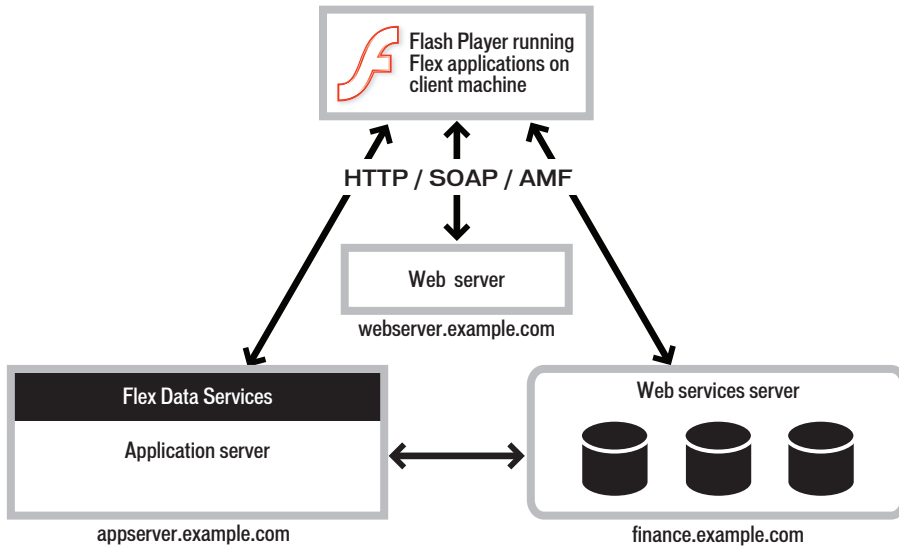 Flash Player running
Flex applications on
client machine
HTTP / SOAP / AMF
Web server
webserver.example.com
Flex Data Services
Application server
appserver.example.com
Web services server
finance.example.com